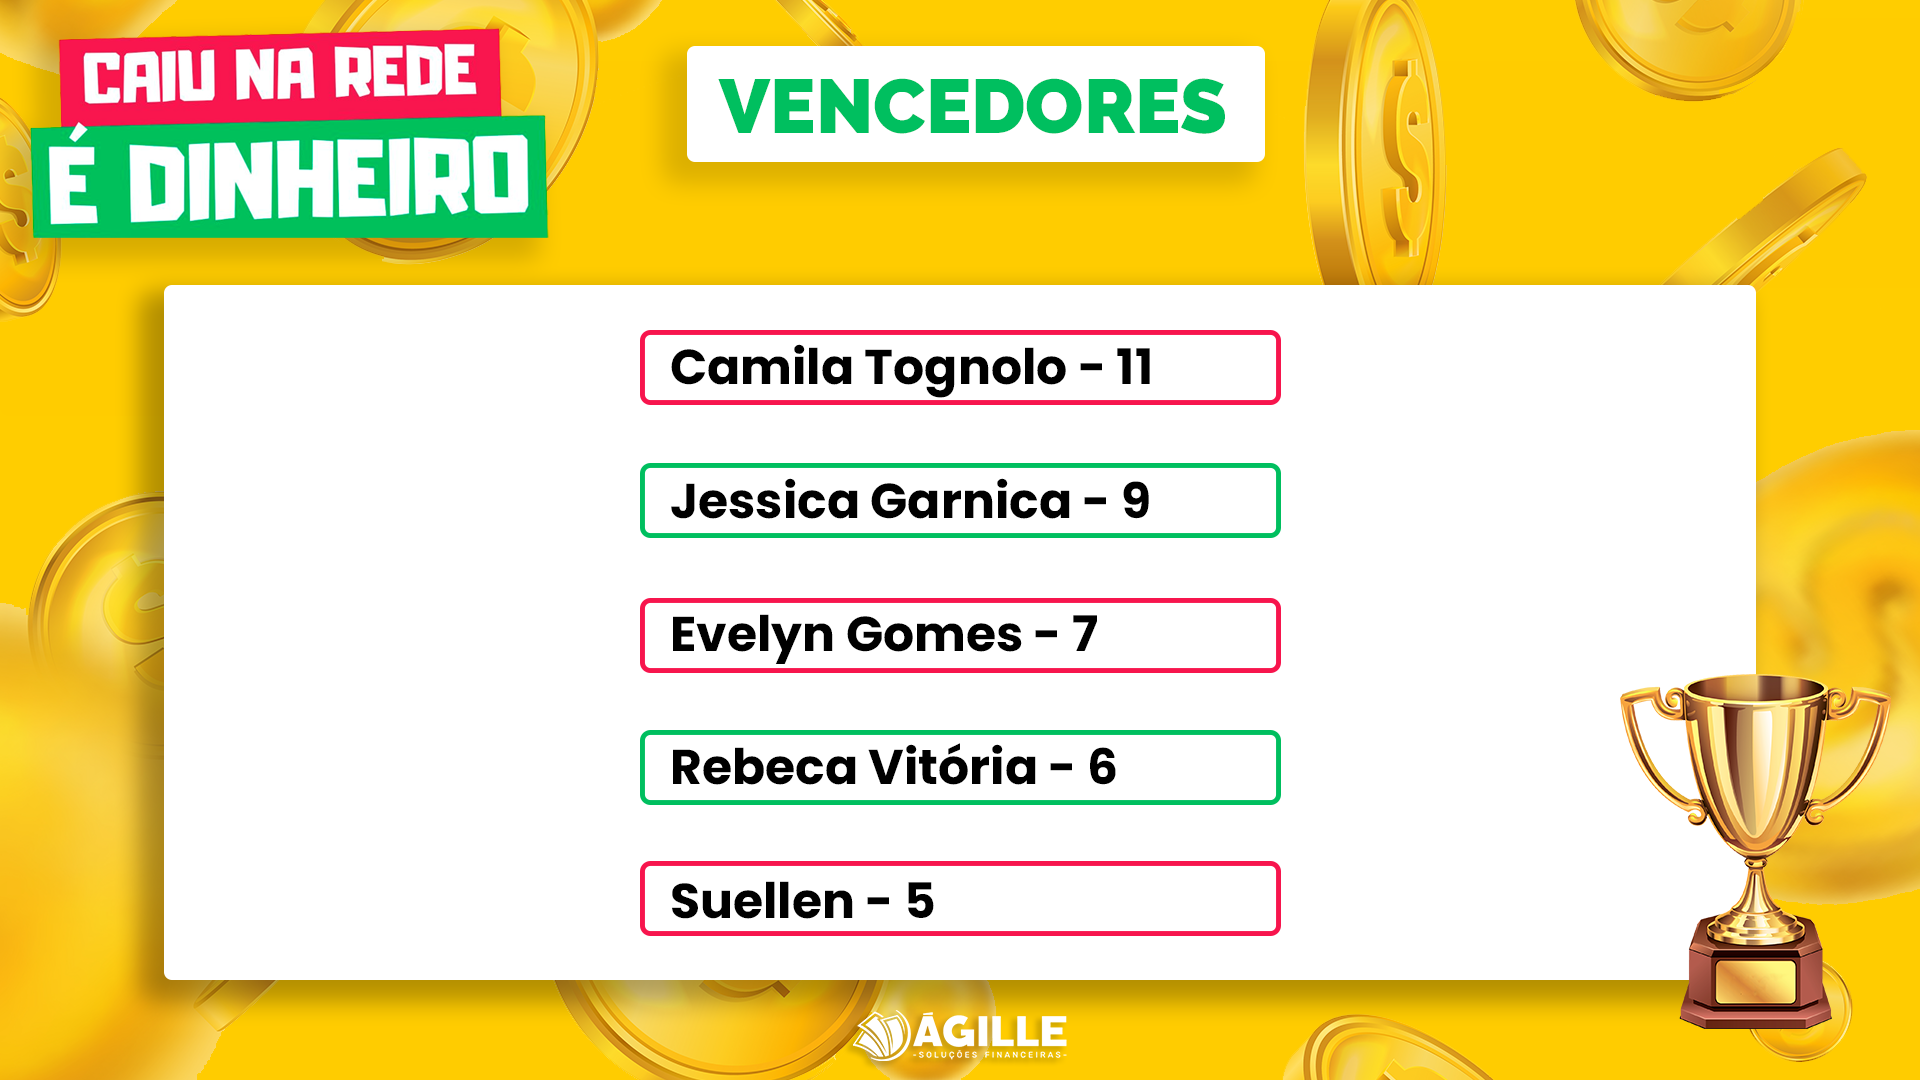 CAIU NA REDE
É DINHEIRO
VENCEDORES
Camila Tognolo - 11
Jessica Garnica - 9
Evelyn Gomes - 7
Rebeca Vitória - 6
Suellen - 5
ÁGILLE
-SOLUÇÕES FINANCEIRAS-